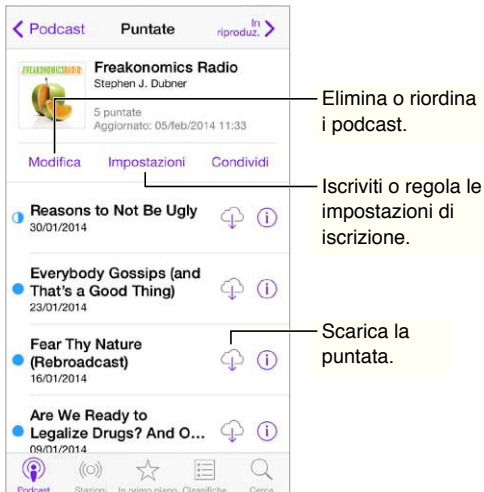 Podcast
Puntate
In
riproduz.
FREAKONOMICS RADIO
Freakonomics Radio
Stephen J. Dubner
5 puntate
Aggiornato: 05/feb/2014 11:33
Modifica
Impostazioni
Condividi
Elimina o riordina
i podcast.
Iscriviti o regola le
impostazioni di
iscrizione.
Reasons to Not Be Ugly
30/01/2014
Everybody Gossips (and
That's a Good Thing)
23/01/2014
Fear Thy Nature
(Rebroadcast)
16/01/2014
Scarica la
puntata.
Are We Ready to
Legalize Drugs? And O...
09/01/2014
Podcast
Stazioni
In primo piano
Classifiche
Cerca